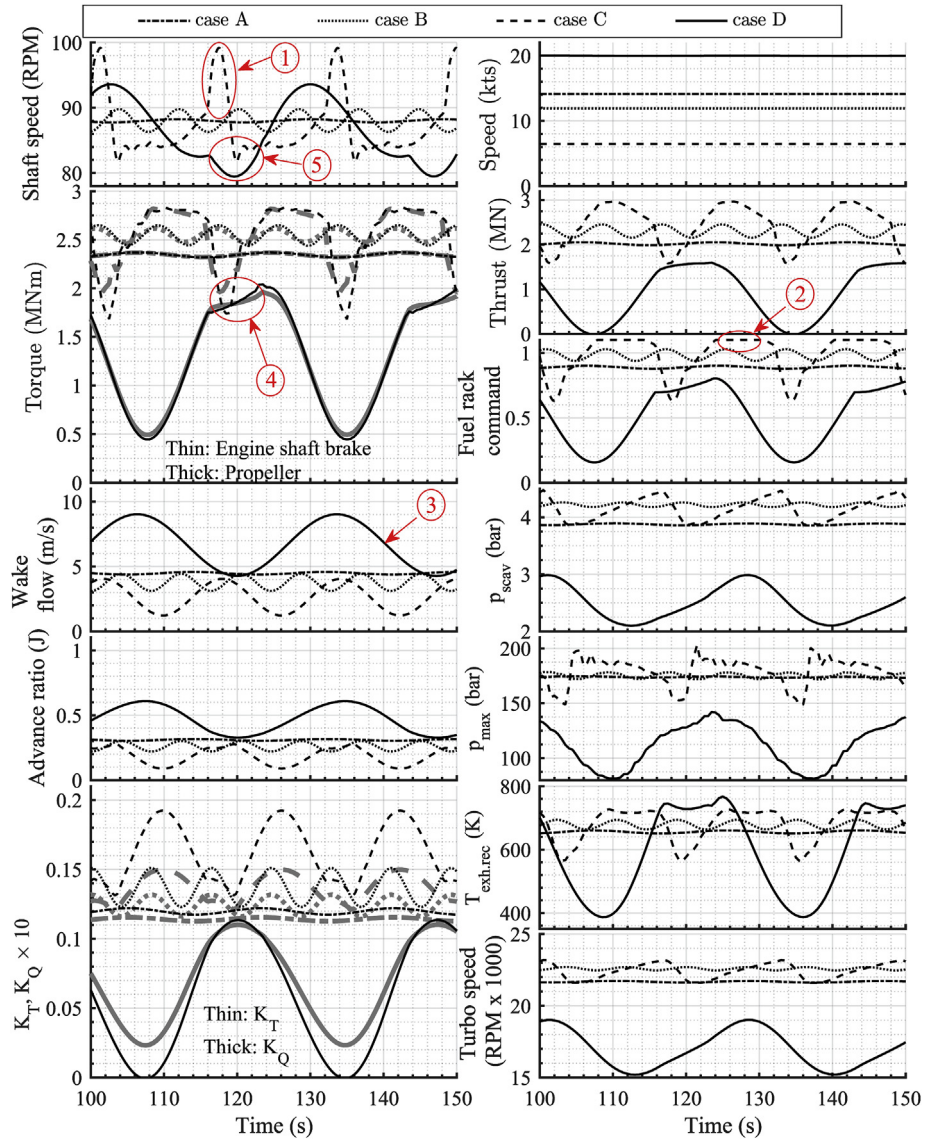 case A case B case C case D
Shaft speed (RPM)
100
90
80
1
5
Torque (MNm)
3
2.5
2
1.5
1
0.5
0
4
Thin: Engine shaft brake
Thick: Propeller
Wake
flow (m/s)
10
5
0
3
Advance ratio (J)
1
0.5
0
K_T, K_Q × 10
0.2
0.15
0.1
0.05
0
Thin: K_T
Thick: K_Q
100 110 120 130 140 150
Time (s)
Speed (kts)
20
10
0
Thrust (MN)
3
2
1
0
2
Fuel rack
command
1
0.5
0
p_scav (bar)
4
3
2
p_max (bar)
200
150
100
800
T_exh.rec (K)
800
600
400
Turbo speed
(RPM x 1000)
25
20
15
100 110 120 130 140 150
Time (s)